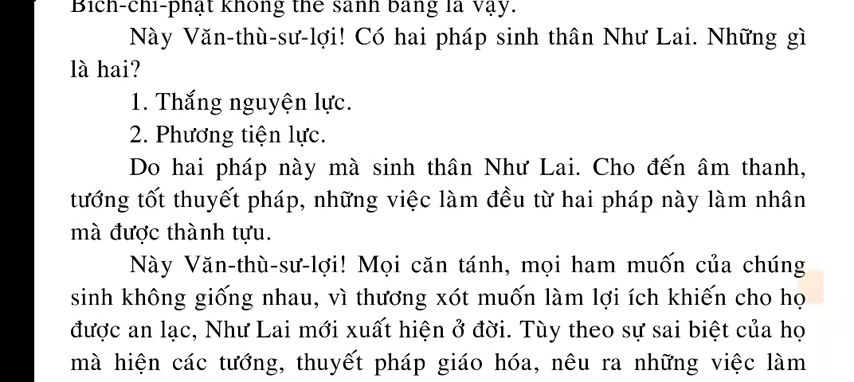 Bích-chi-phật không thể sánh bằng là vậy.
Này Văn-thù-sư-lợi! Có hai pháp sinh thân Như Lai. Những gì
là hai?
1. Thắng nguyện lực.
2. Phương tiện lực.
Do hai pháp này mà sinh thân Như Lai. Cho đến âm thanh,
tướng tốt thuyết pháp, những việc làm đều từ hai pháp này làm nhân
mà được thành tựu.
Này Văn-thù-sư-lợi! Mọi căn tánh, mọi ham muốn của chúng
sinh không giống nhau, vì thương xót muốn làm lợi ích khiến cho họ
được an lạc, Như Lai mới xuất hiện ở đời. Tùy theo sự sai biệt của họ
mà hiện các tướng, thuyết pháp giáo hóa, nêu ra những việc làm